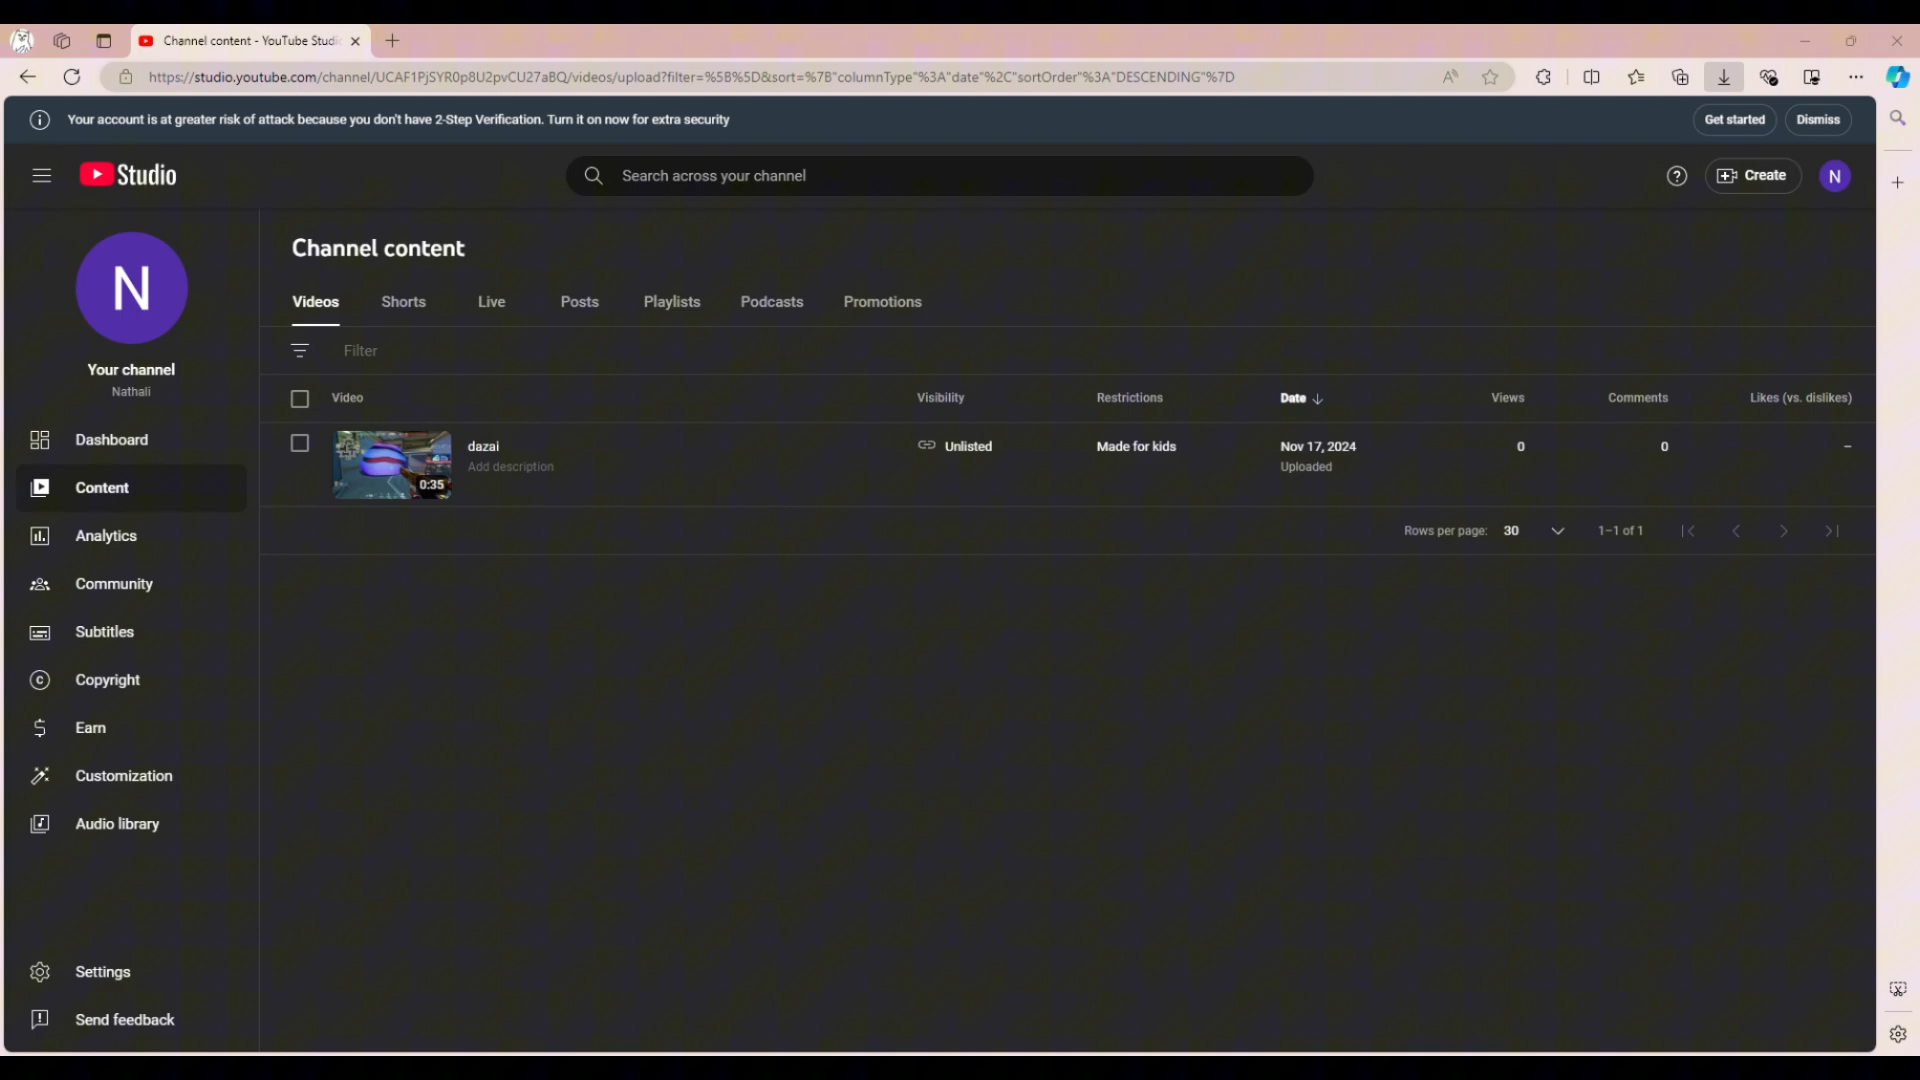 Channel content - YouTube Studi
https://studio.youtube.com/channel/UCAF1PjSYR0p8U2pvCU27aBQ/videos/upload?filter=%5B%5D&sort=%7B"columnType"%3A"date"%2C"sortOrder"%3A"DESCENDING"%7D
Your account is at greater risk of attack because you don't have 2-Step Verification. Turn it on now for extra security
Get started
Dismiss
Studio
Search across your channel
Create
N
N
Your channel
Nathali
Dashboard
Content
Analytics
Community
Subtitles
Copyright
Earn
Customization
Audio library
Settings
Send feedback
Channel content
Videos Shorts Live Posts Playlists Podcasts Promotions
Filter
Video Visibility Restrictions Date Views Comments Likes (vs. dislikes)
0:35
dazai Unlisted Made for kids Nov 17, 2024 0 0 –
Add description Uploaded
Rows per page: 30 1–1 of 1